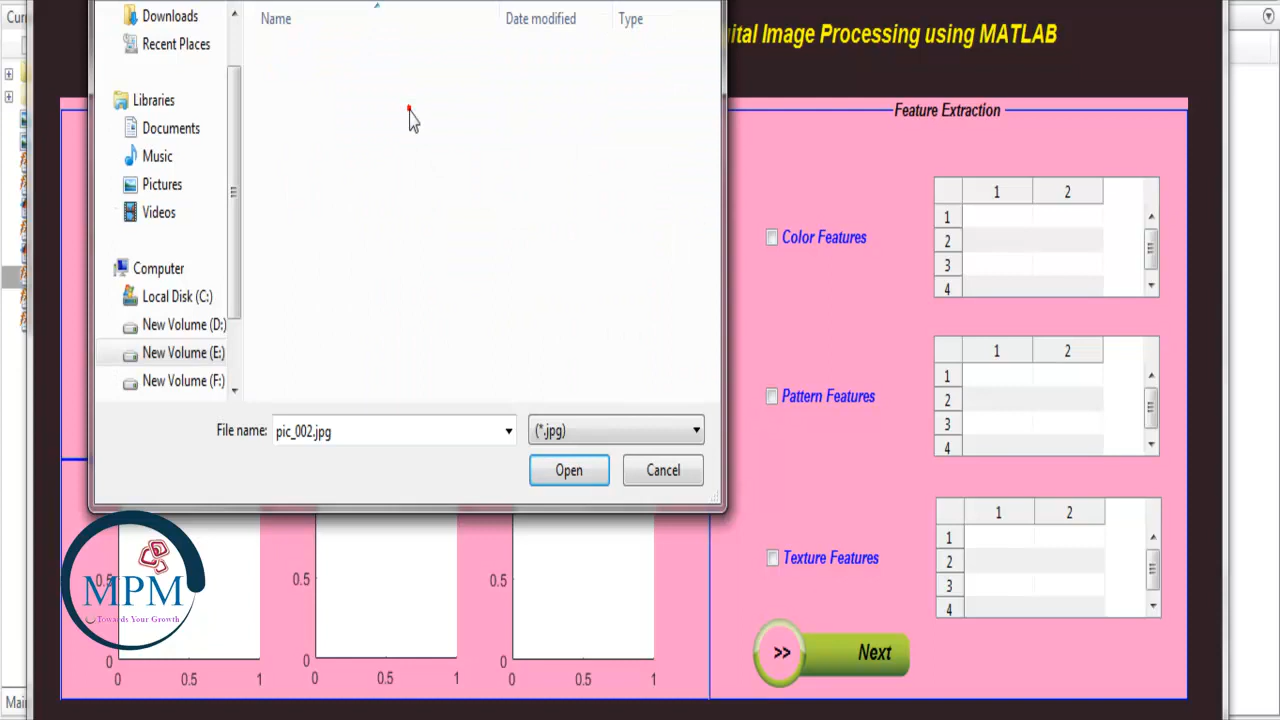 Downloads
Recent Places
Libraries
Documents
Music
Pictures
Videos
Computer
Local Disk (C:)
New Volume (D:)
New Volume (E:)
New Volume (F:)
Name
Date modified
Type
File name:
pic_002.jpg
(*.jpg)
Open
Cancel
ital Image Processing using MATLAB
Feature Extraction
Color Features
1 2
1
2
3
4
Pattern Features
1 2
1
2
3
4
Texture Features
1 2
1
2
3
4
>> Next
0.5
0
0 0.5 1
0.5
0
0 0.5 1
0.5
0
0 0.5 1
MPM
Towards Your Growth
Curr
Mai